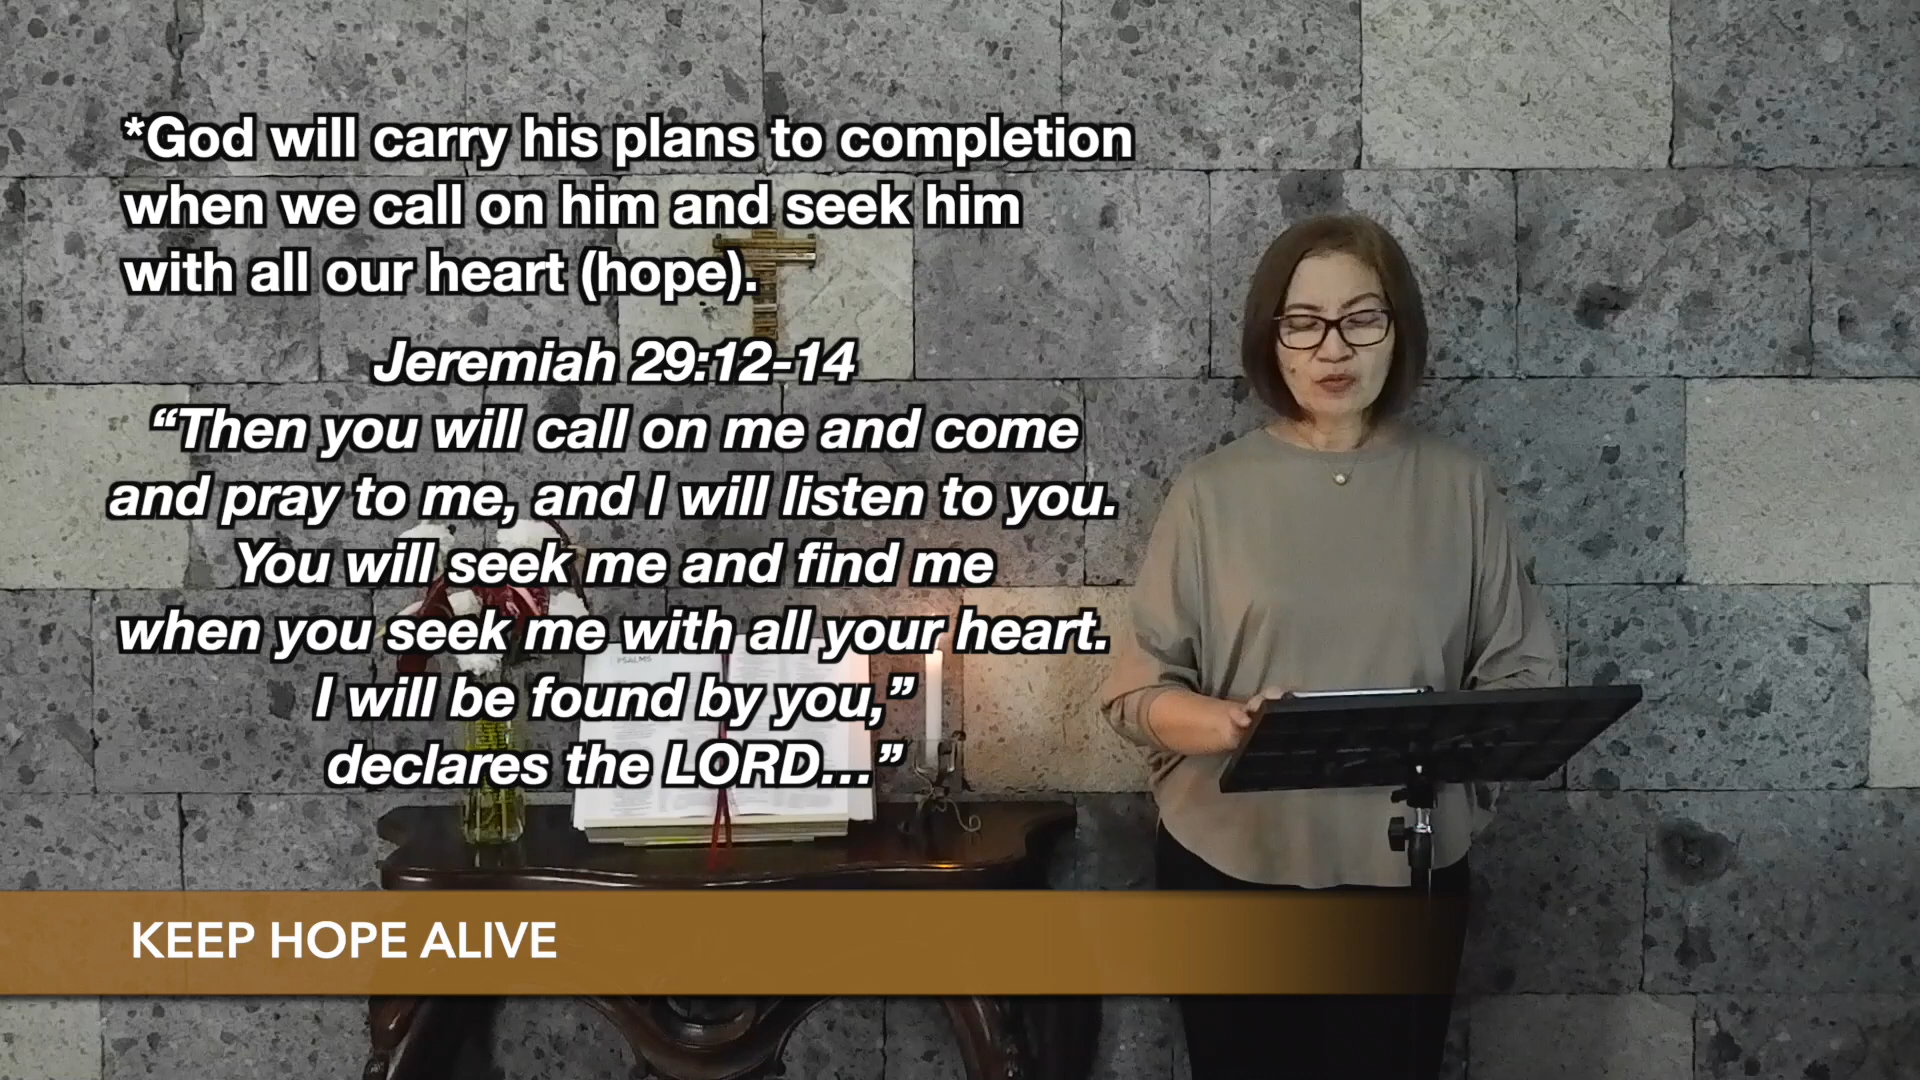 *God will carry his plans to completion
when we call on him and seek him
with all our heart (hope).
Jeremiah 29:12-14
“Then you will call on me and come
and pray to me, and I will listen to you.
You will seek me and find me
when you seek me with all your heart.
I will be found by you,”
declares the LORD...”
PSALMS
KEEP HOPE ALIVE